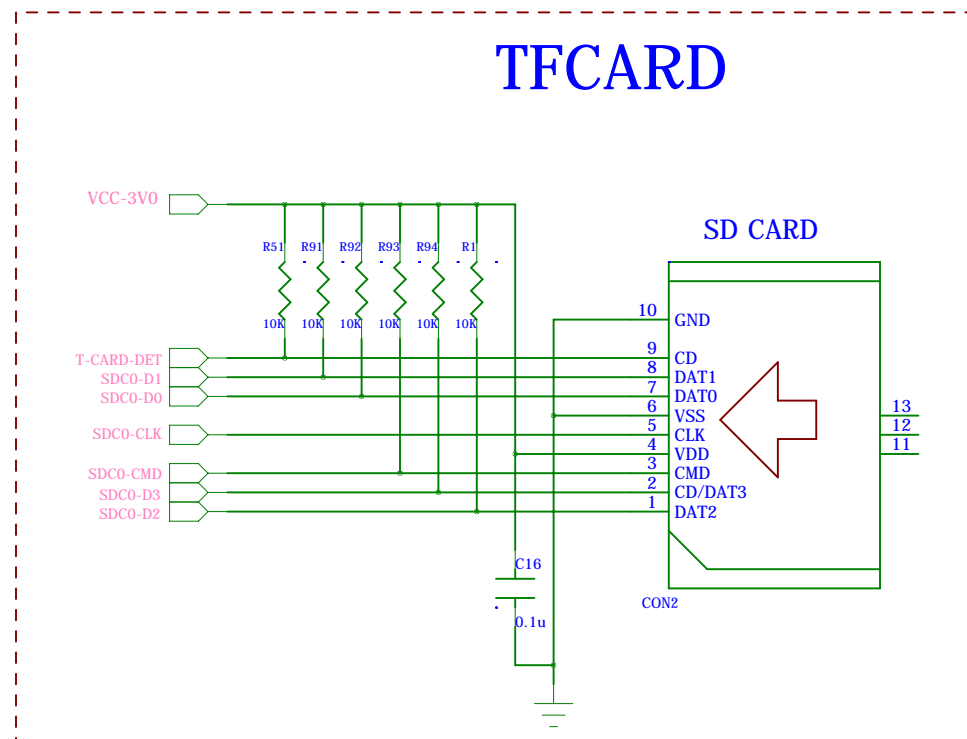 TFCARD
VCC-3V0
SD CARD
R51 R91 R92 R93 R94 R1
10K 10K 10K 10K 10K 10K
10 GND
T-CARD-DET 9 CD
SDC0-D1 8 DAT1
SDC0-D0 7 DAT0
6 VSS 13
SDC0-CLK 5 CLK 12
4 VDD 11
SDC0-CMD 3 CMD
SDC0-D3 2 CD/DAT3
SDC0-D2 1 DAT2
C16
CON2
0.1u